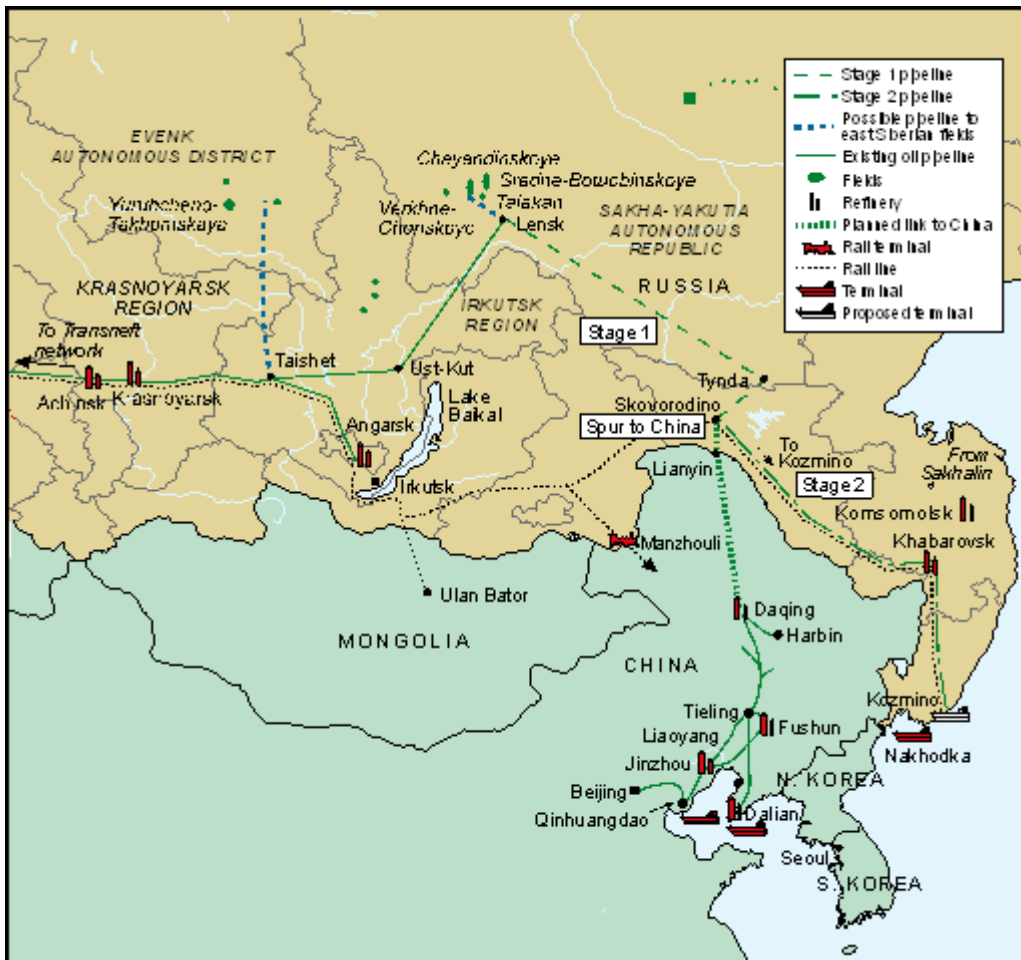 Stage 1 pipeline
Stage 2 pipeline
Possible pipeline to
east Siberian fields
Existing oil pipeline
Fields
Refinery
Planned link to China
Rail terminal
Rail line
Terminal
Proposed terminal
EVENK
AUTONOMOUS DISTRICT
Cheyandinskoye
Talakan
Lensk
Verkhne-
Chonskoye
SAKHA-YAKUTIA
AUTONOMOUS
REPUBLIC
RUSSIA
KRASNOYARSK
REGION
IRKUTSK
REGION
To Transneft
network
Stage 1
Taishet
Ust-Kut
Achinsk
Krasnoyarsk
Lake
Baikal
Tynda
Skovorodino
Angarsk
Spur to China
To
Kozmino
From
Sakhalin
Lianyin
Irkutsk
Stage 2
Komsomolsk
Khabarovsk
Manzhouli
Ulan Bator
Daqing
Harbin
MONGOLIA
CHINA
Kozmino
Tieling
Fushun
Liaoyang
Nakhodka
Jinzhou
N. KOREA
Beijing
Qinhuangdao
Dalian
Seoul
S. KOREA